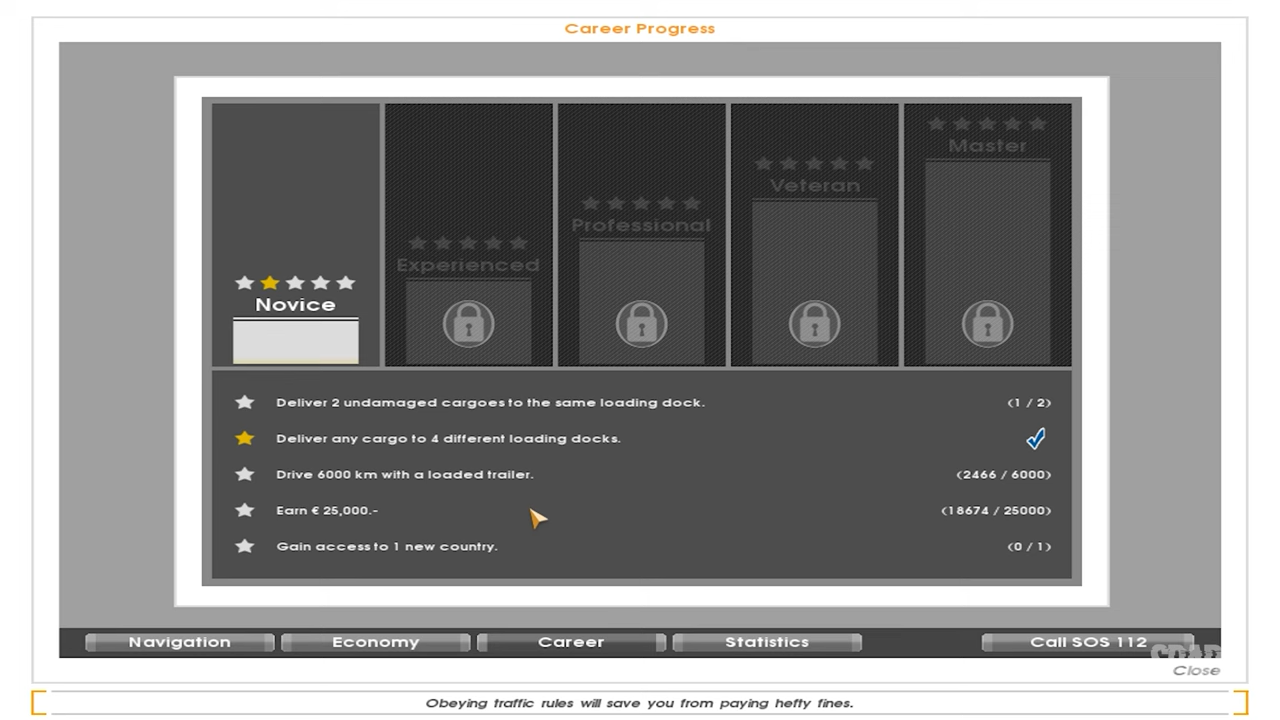 Career Progress
Master
Veteran
Professional
Experienced
Novice
Deliver 2 undamaged cargoes to the same loading dock. (1 / 2)
Deliver any cargo to 4 different loading docks.
Drive 6000 km with a loaded trailer. (2466 / 6000)
Earn € 25,000.- (18674 / 25000)
Gain access to 1 new country. (0 / 1)
Navigation Economy Career Statistics Call SOS 112
Close
Obeying traffic rules will save you from paying hefty fines.